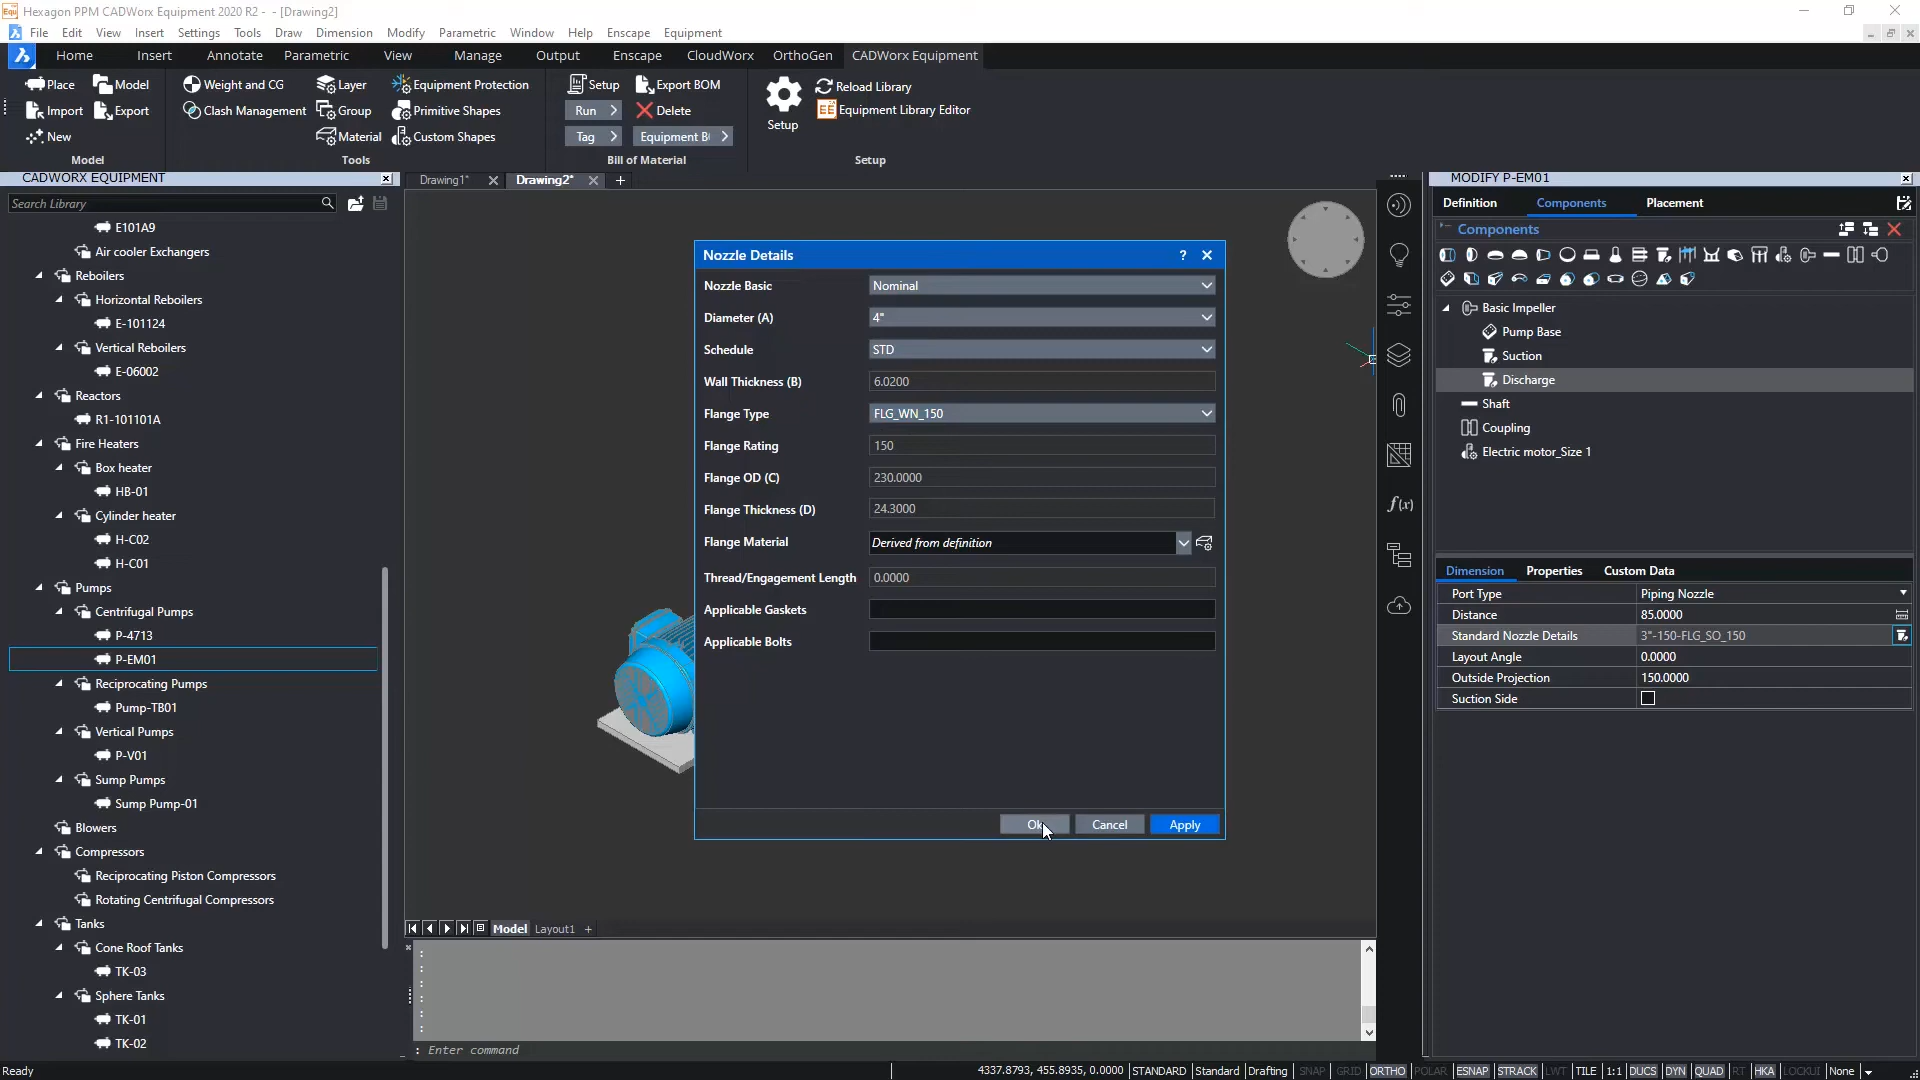 Hexagon PPM CADWorx Equipment 2020 R2 - - [Drawing2]
File Edit View Insert Settings Tools Draw Dimension Modify Parametric Window Help Enscape Equipment
Home Insert Annotate Parametric View Manage Output Enscape CloudWorx OrthoGen CADWorx Equipment
Place Model Weight and CG Layer Equipment Protection Setup Export BOM Reload Library
Import Export Clash Management Group Primitive Shapes Run Delete Setup Equipment Library Editor
New Material Custom Shapes Tag Equipment B
Model Tools Bill of Material Setup
CADWORX EQUIPMENT
Search Library
E101A9
Air cooler Exchangers
Reboilers
Horizontal Reboilers
E-101124
Vertical Reboilers
E-06002
Reactors
R1-101101A
Fire Heaters
Box heater
HB-01
Cylinder heater
H-C02
H-C01
Pumps
Centrifugal Pumps
P-4713
P-EM01
Reciprocating Pumps
Pump-TB01
Vertical Pumps
P-V01
Sump Pumps
Sump Pump-01
Blowers
Compressors
Reciprocating Piston Compressors
Rotating Centrifugal Compressors
Tanks
Cone Roof Tanks
TK-03
Sphere Tanks
TK-01
TK-02
Drawing1* Drawing2*
Nozzle Details ?
Nozzle Basic Nominal
Diameter (A) 4"
Schedule STD
Wall Thickness (B) 6.0200
Flange Type FLG_WN_150
Flange Rating 150
Flange OD (C) 230.0000
Flange Thickness (D) 24.3000
Flange Material Derived from definition
Thread/Engagement Length 0.0000
Applicable Gaskets
Applicable Bolts
Ok Cancel Apply
f(x)
Model Layout1 +
:
:
:
:
:
: Enter command
MODIFY P-EM01
Definition Components Placement
Components
Basic Impeller
Pump Base
Suction
Discharge
Shaft
Coupling
Electric motor_Size 1
Dimension Properties Custom Data
Port Type Piping Nozzle
Distance 85.0000
Standard Nozzle Details 3"-150-FLG_SO_150
Layout Angle 0.0000
Outside Projection 150.0000
Suction Side
Ready 4337.8793, 455.8935, 0.0000 STANDARD Standard Drafting SNAP GRID ORTHO POLAR ESNAP STRACK LWT TILE 1:1 DUCS DYN QUAD RT HKA LOCKUI None